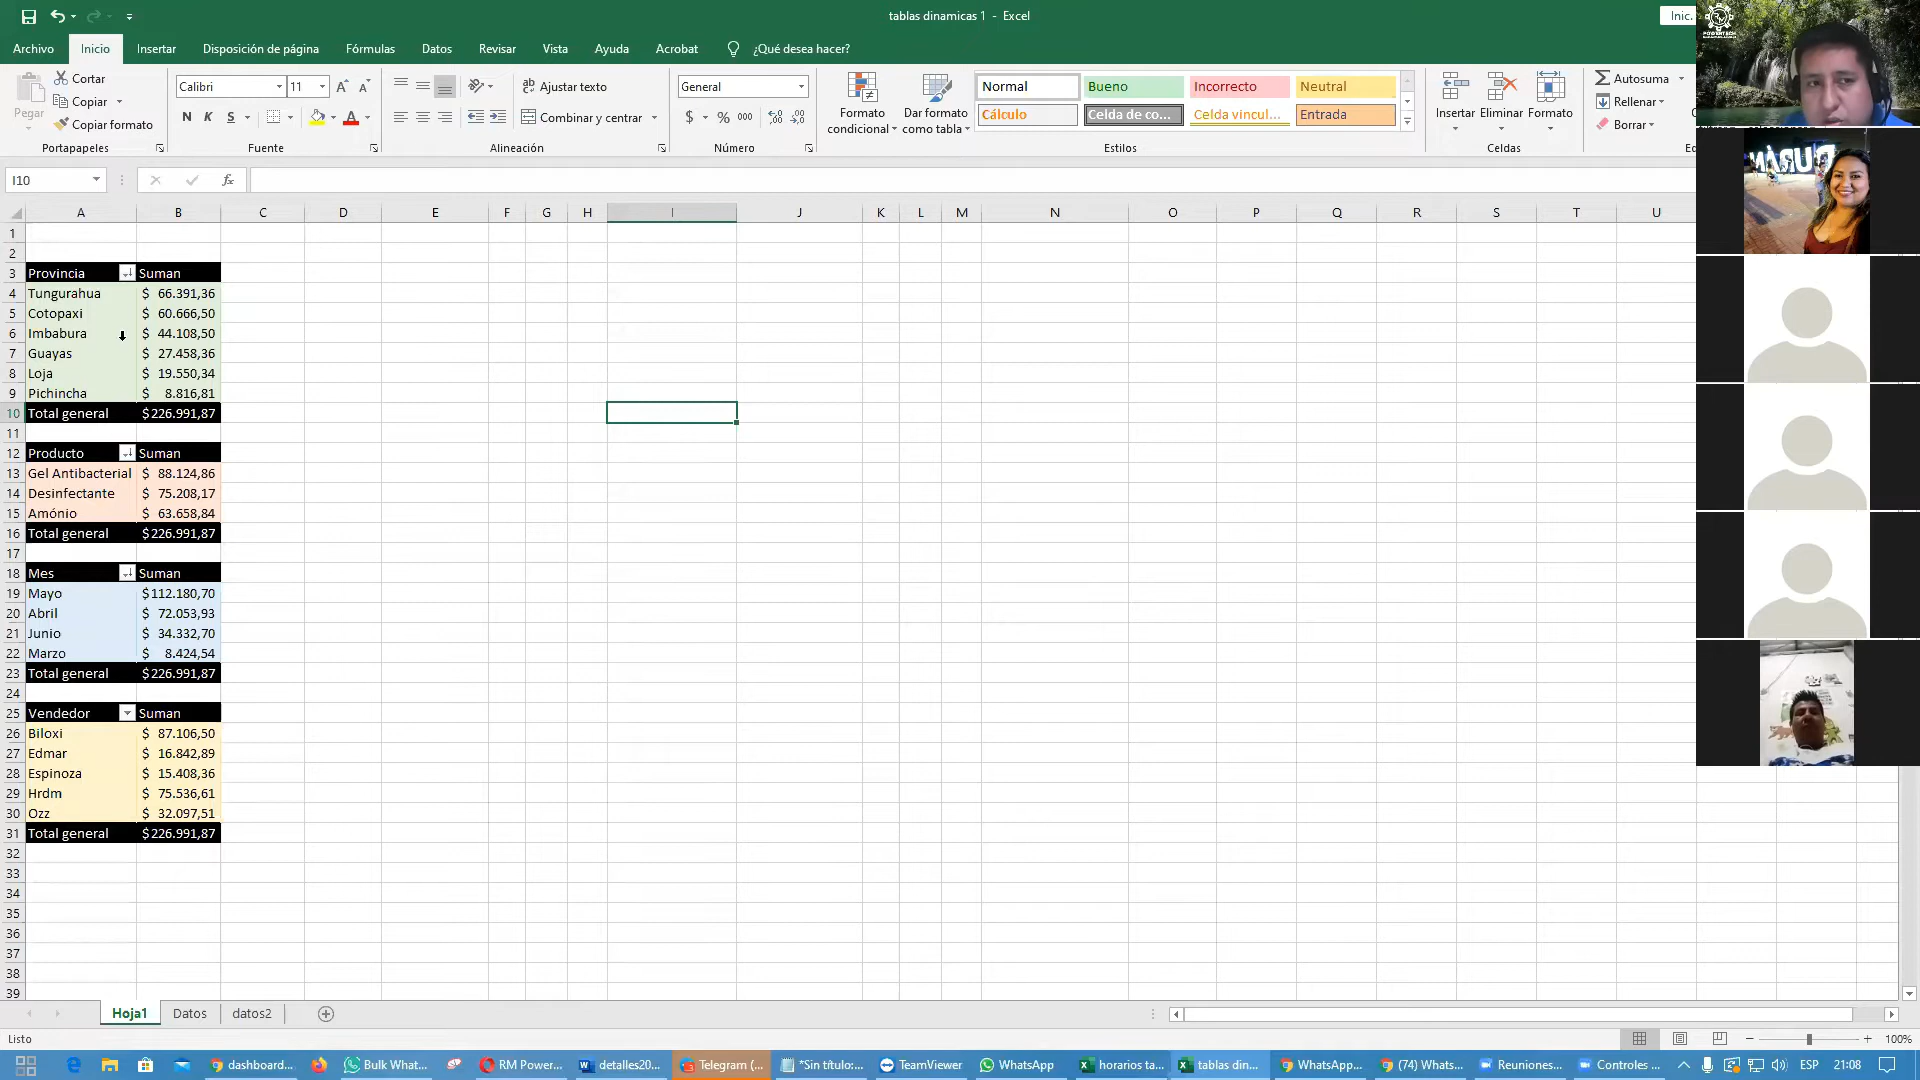 tablas dinamicas 1 - Excel
Inic.
Archivo Inicio Insertar Disposición de página Fórmulas Datos Revisar Vista Ayuda Acrobat ¿Qué desea hacer?
Pegar
Cortar
Copiar
Copiar formato
Portapapeles
Calibri 11
N K S
Fuente
Ajustar texto
Combinar y centrar
Alineación
General
$ % 000
Número
Formato condicional
Dar formato como tabla
Normal Bueno Incorrecto Neutral
Cálculo Celda de co... Celda vincul... Entrada
Estilos
Insertar Eliminar Formato
Celdas
Autosuma
Rellenar
Borrar
I10
fx
A B C D E F G H I J K L M N O P Q R S T U
1
2
3 Provincia Suman
4 Tungurahua $ 66.391,36
5 Cotopaxi $ 60.666,50
6 Imbabura $ 44.108,50
7 Guayas $ 27.458,36
8 Loja $ 19.550,34
9 Pichincha $ 8.816,81
10 Total general $226.991,87
11
12 Producto Suman
13 Gel Antibacterial $ 88.124,86
14 Desinfectante $ 75.208,17
15 Amónio $ 63.658,84
16 Total general $226.991,87
17
18 Mes Suman
19 Mayo $112.180,70
20 Abril $ 72.053,93
21 Junio $ 34.332,70
22 Marzo $ 8.424,54
23 Total general $226.991,87
24
25 Vendedor Suman
26 Biloxi $ 87.106,50
27 Edmar $ 16.842,89
28 Espinoza $ 15.408,36
29 Hrdm $ 75.536,61
30 Ozz $ 32.097,51
31 Total general $226.991,87
32
33
34
35
36
37
38
39
Hoja1 Datos datos2
Listo
100%
dashboard... Bulk What... RM Power... detalles20... Telegram (... *Sin título:... TeamViewer WhatsApp horarios ta... tablas din... WhatsApp... (74) Whats... Reuniones... Controles ... ESP 21:08
POWERTECH
DURÁN